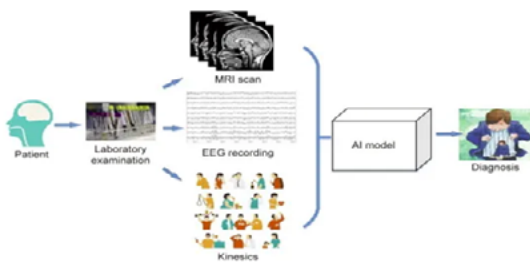 MRI scan
Patient
Laboratory
examination
EEG recording
AI model
Diagnosis
Kinesics